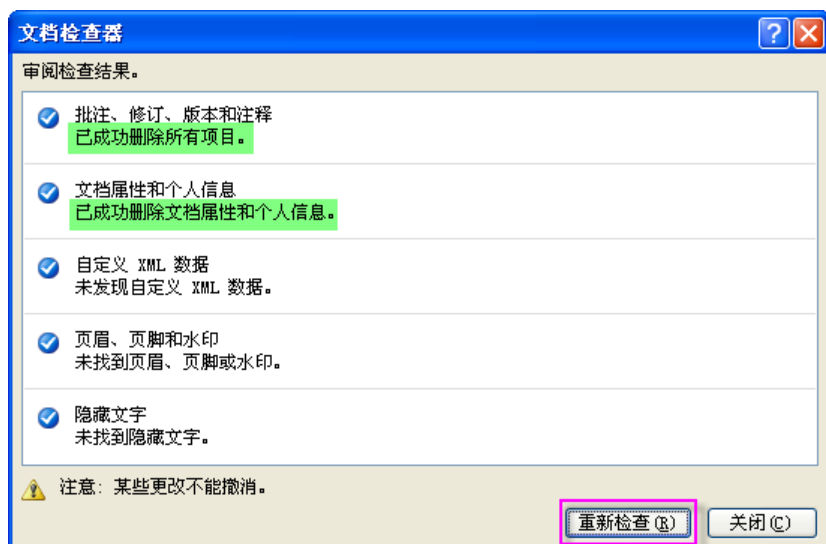 文档检查器
审阅检查结果。
批注、修订、版本和注释
已成功删除所有项目。
文档属性和个人信息
已成功删除文档属性和个人信息。
自定义 XML 数据
未发现自定义 XML 数据。
页眉、页脚和水印
未找到页眉、页脚或水印。
隐藏文字
未找到隐藏文字。
注意: 某些更改不能撤消。
重新检查(R) 关闭(C)